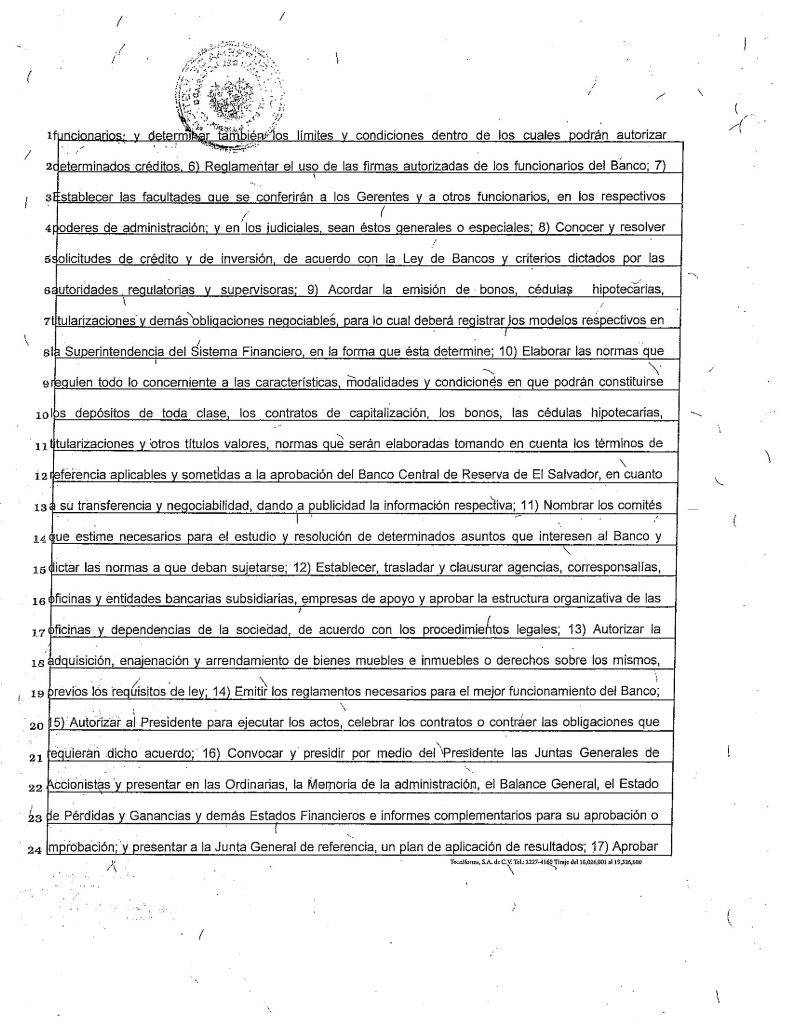 1 funcionarios; y determinar también los límites y condiciones dentro de los cuales podrán autorizar
2 determinados créditos, 6) Reglamentar el uso de las firmas autorizadas de los funcionarios del Banco; 7)
3 Establecer las facultades que se conferirán a los Gerentes y a otros funcionarios, en los respectivos
4 poderes de administración; y en los judiciales, sean éstos generales o especiales; 8) Conocer y resolver
5 solicitudes de crédito y de inversión, de acuerdo con la Ley de Bancos y criterios dictados por las
6 autoridades regulatorias y supervisoras; 9) Acordar la emisión de bonos, cédulas hipotecarias,
7 titularizaciones y demás obligaciones negociables, para lo cual deberá registrar los modelos respectivos en
8 la Superintendencia del Sistema Financiero, en la forma que ésta determine; 10) Elaborar las normas que
9 regulen todo lo concerniente a las características, modalidades y condiciones en que podrán constituirse
10 los depósitos de toda clase, los contratos de capitalización, los bonos, las cédulas hipotecarias,
11 titularizaciones y otros títulos valores, normas que serán elaboradas tomando en cuenta los términos de
12 referencia aplicables y sometidas a la aprobación del Banco Central de Reserva de El Salvador, en cuanto
13 a su transferencia y negociabilidad, dando a publicidad la información respectiva; 11) Nombrar los comités
14 que estime necesarios para el estudio y resolución de determinados asuntos que interesen al Banco y
15 dictar las normas a que deban sujetarse; 12) Establecer, trasladar y clausurar agencias, corresponsalías,
16 oficinas y entidades bancarias subsidiarias, empresas de apoyo y aprobar la estructura organizativa de las
17 oficinas y dependencias de la sociedad, de acuerdo con los procedimientos legales; 13) Autorizar la
18 adquisición, enajenación y arrendamiento de bienes muebles e inmuebles o derechos sobre los mismos,
19 previos los requisitos de ley; 14) Emitir los reglamentos necesarios para el mejor funcionamiento del Banco;
20 15) Autorizar al Presidente para ejecutar los actos, celebrar los contratos o contraer las obligaciones que
21 requieran dicho acuerdo; 16) Convocar y presidir por medio del Presidente las Juntas Generales de
22 Accionistas y presentar en las Ordinarias, la Memoria de la administración, el Balance General, el Estado
23 de Pérdidas y Ganancias y demás Estados Financieros e informes complementarios para su aprobación o
24 improbación; y presentar a la Junta General de referencia, un plan de aplicación de resultados; 17) Aprobar
S.A. de C.V. Tel.: 2227-4169 Tiraje del 18,026,001 al 19,326,000